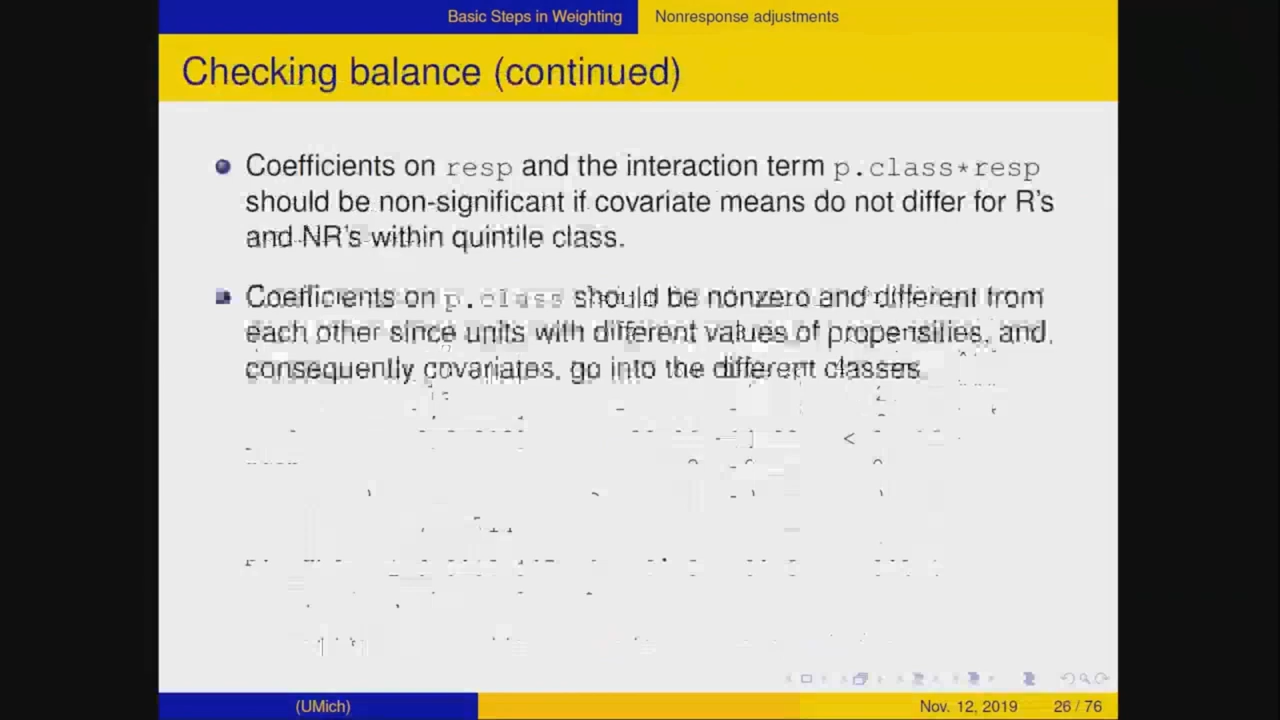 Basic Steps in Weighting Nonresponse adjustments
Checking balance (continued)
Coefficients on resp and the interaction term p.class*resp
should be non-significant if covariate means do not differ for R's
and NR's within quintile class.
Coefficients on p.class should be nonzero and different from
each other since units with different values of propensities, and,
consequently covariates, go into the different classes.
(UMich) Nov. 12, 2019 26 / 76